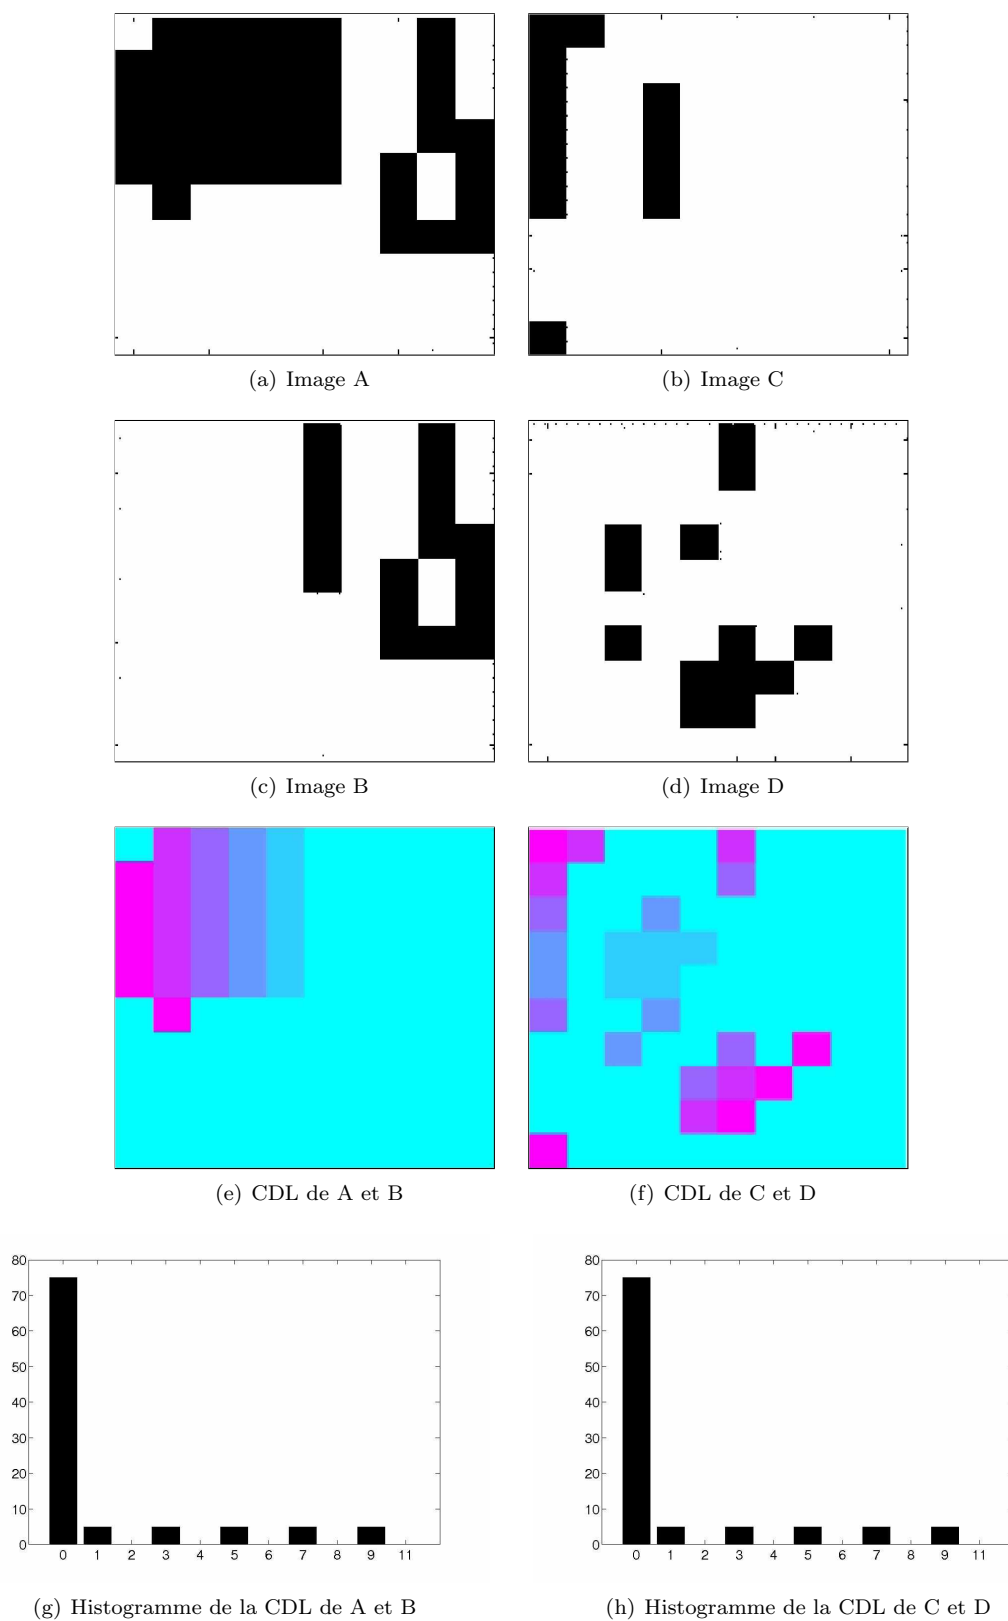 (a) Image A
(b) Image C
(c) Image B
(d) Image D
(e) CDL de A et B
(f) CDL de C et D
80
70
60
50
40
30
20
10
0
0 1 2 3 4 5 6 7 8 9 11
80
70
60
50
40
30
20
10
0
0 1 2 3 4 5 6 7 8 9 11
(g) Histogramme de la CDL de A et B
(h) Histogramme de la CDL de C et D